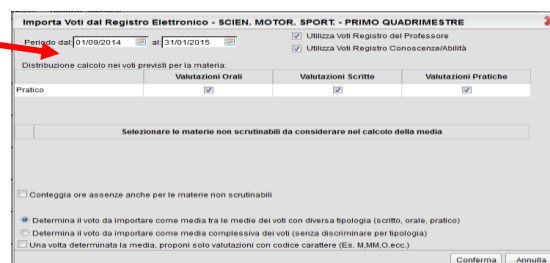 Importa Voti dal Registro Elettronico - SCIEN. MOTOR. SPORT. - PRIMO QUADRIMESTRE
Periodo dal: 01/09/2014 al: 31/01/2015
Utilizza Voti Registro del Professore
Utilizza Voti Registro Conoscenze/Abilità
Distribuzione calcolo nei voti previsti per la materia:
Valutazioni Orali Valutazioni Scritte Valutazioni Pratiche
Pratico
Selezionare le materie non scrutinabili da considerare nel calcolo della media
Conteggia ore assenze anche per le materie non scrutinabili
Determina il voto da importare come media tra le medie dei voti con diversa tipologia (scritto, orale, pratico)
Determina il voto da importare come media complessiva dei voti (senza discriminare per tipologia)
Una volta determinata la media, proponi solo valutazioni con codice carattere (Es. M,MM,O,ecc.)
Conferma Annulla